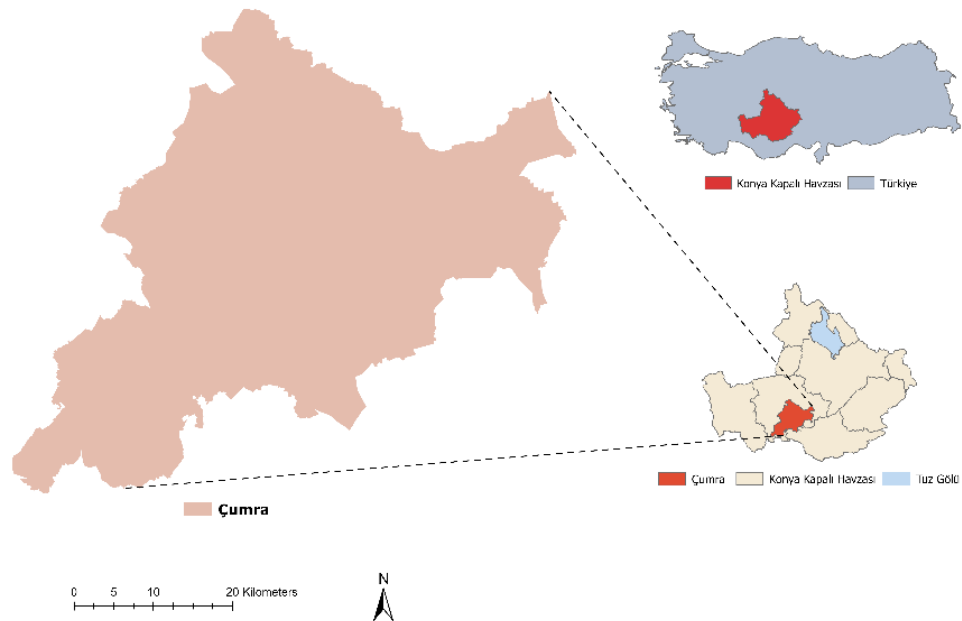 Konya Kapalı Havzası Türkiye
Çumra Konya Kapalı Havzası Tuz Gölü
Çumra
0 5 10 20 Kilometers
N